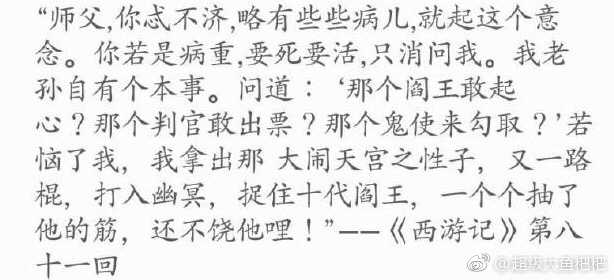 “师父,你忒不济,略有些些病儿,就起这个意
念。你若是病重,要死要活,只消问我。我老
孙自有个本事。问道：‘那个阎王敢起
心？那个判官敢出票？那个鬼使来勾取？’若
恼了我，我拿出那 大闹天宫之性子，又一路
棍，打入幽冥，捉住十代阎王，一个个抽了
他的筋，还不饶他哩！”——《西游记》第八
十一回
@超级大鱼粑粑